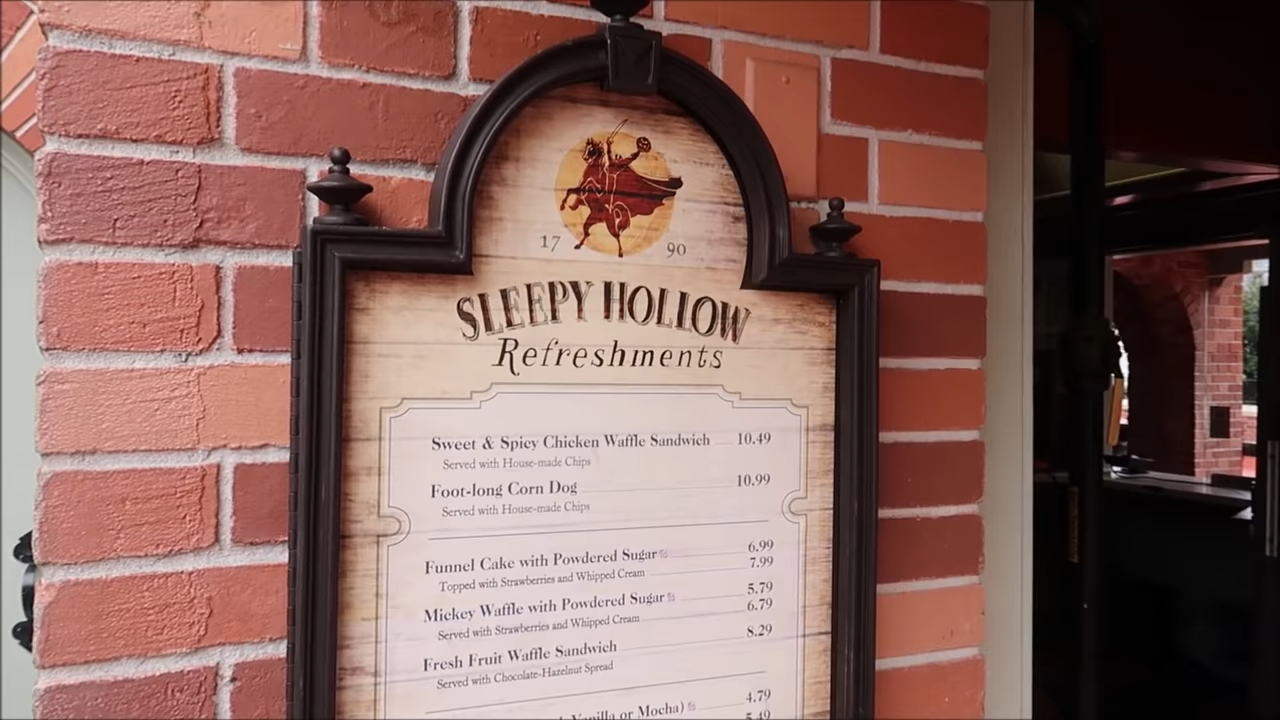 17 90
SLEEPY HOLLOW
Refreshments
Sweet & Spicy Chicken Waffle Sandwich 10.49
Served with House-made Chips
Foot-long Corn Dog 10.99
Served with House-made Chips
Funnel Cake with Powdered Sugar 6.99
Topped with Strawberries and Whipped Cream 7.99
Mickey Waffle with Powdered Sugar 5.79
Served with Strawberries and Whipped Cream 6.79
Fresh Fruit Waffle Sandwich 8.29
Served with Chocolate-Hazelnut Spread
Vanilla or Mocha) 4.79
5.49